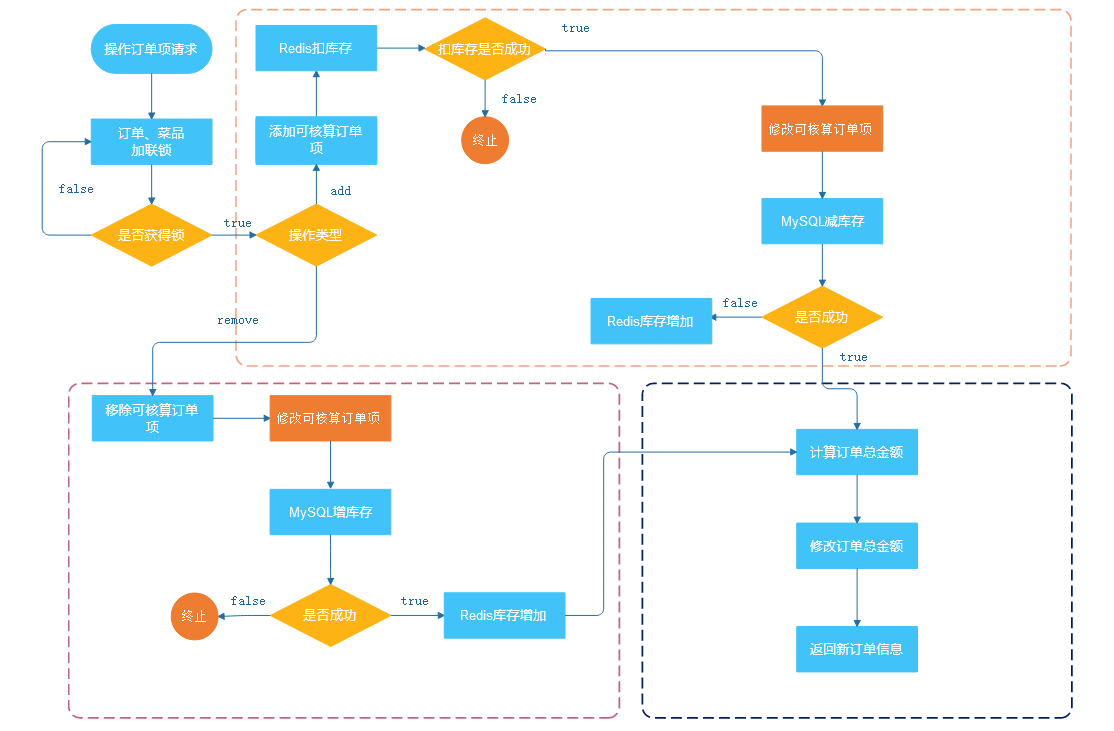 操作订单项请求
订单、菜品
加联锁
false
是否获得锁
true
操作类型
add
添加可核算订单
项
Redis扣库存
扣库存是否成功
true
false
终止
修改可核算订单项
MySQL减库存
是否成功
false
Redis库存增加
true
remove
移除可核算订单
项
修改可核算订单项
MySQL增库存
是否成功
false
终止
true
Redis库存增加
计算订单总金额
修改订单总金额
返回新订单信息